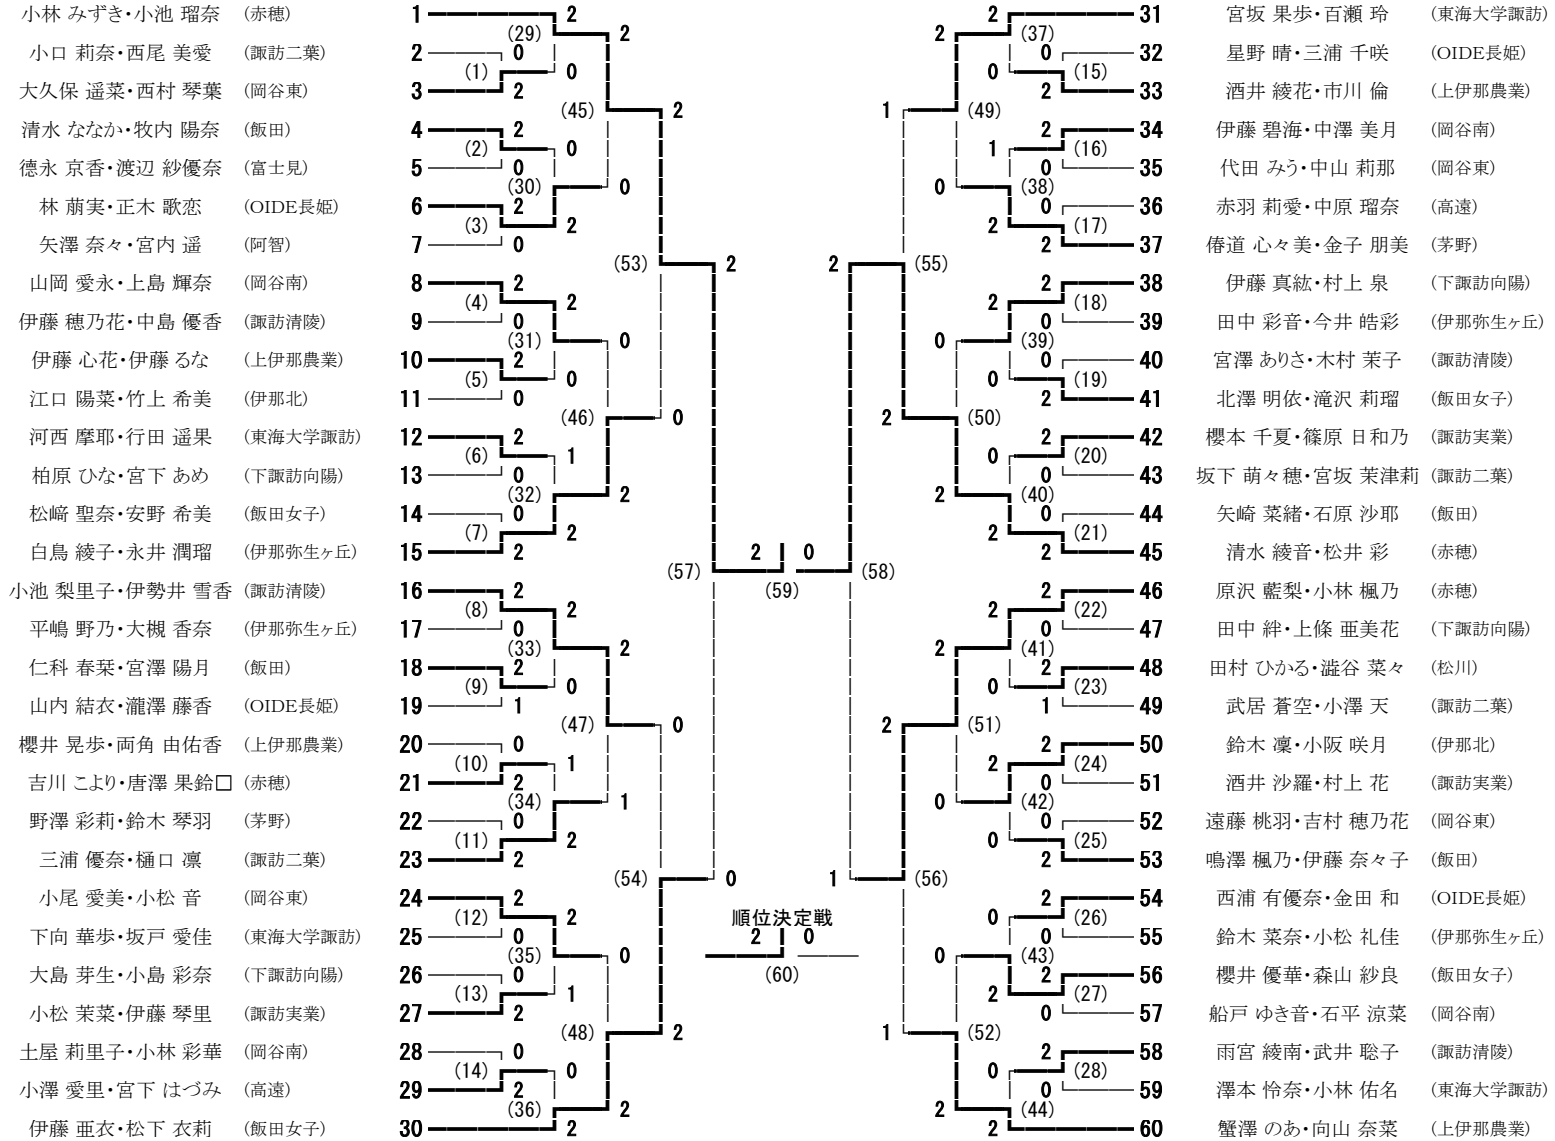 小林 みずき・小池 瑠奈 (赤穂) 1 2 2 31 宮坂 果歩・百瀬 玲 (東海大学諏訪)
(29) 2 2 (37)
小口 莉奈・西尾 美愛 (諏訪二葉) 2 0 0 32 星野 晴・三浦 千咲 (OIDE長姫)
(1) 0 0 (15)
大久保 遥菜・西村 琴葉 (岡谷東) 3 2 2 33 酒井 綾花・市川 倫 (上伊那農業)
(45) 2 1 (49)
清水 ななか・牧内 陽奈 (飯田) 4 2 2 34 伊藤 碧海・中澤 美月 (岡谷南)
(2) 0 1 (16)
德永 京香・渡辺 紗優奈 (富士見) 5 0 0 35 代田 みう・中山 莉那 (岡谷東)
(30) 0 0 (38)
林 萠実・正木 歌恋 (OIDE長姫) 6 2 0 36 赤羽 莉愛・中原 瑠奈 (高遠)
(3) 2 2 (17)
矢澤 奈々・宮内 遥 (阿智) 7 0 2 37 偆道 心々美・金子 朋美 (茅野)
(53) 2 2 (55)
山岡 愛永・上島 輝奈 (岡谷南) 8 2 2 38 伊藤 真紘・村上 泉 (下諏訪向陽)
(4) 2 2 (18)
伊藤 穂乃花・中島 優香 (諏訪清陵) 9 0 0 39 田中 彩音・今井 皓彩 (伊那弥生ヶ丘)
(31) 0 0 (39)
伊藤 心花・伊藤 るな (上伊那農業) 10 2 0 40 宮澤 ありさ・木村 茉子 (諏訪清陵)
(5) 0 0 (19)
江口 陽菜・竹上 希美 (伊那北) 11 0 2 41 北澤 明依・滝沢 莉瑠 (飯田女子)
(46) 0 2 (50)
河西 摩耶・行田 遥果 (東海大学諏訪) 12 2 2 42 櫻本 千夏・篠原 日和乃 (諏訪実業)
(6) 1 0 (20)
柏原 ひな・宮下 あめ (下諏訪向陽) 13 0 0 43 坂下 萌々穂・宮坂 茉津莉 (諏訪二葉)
(32) 2 2 (40)
松﨑 聖奈・安野 希美 (飯田女子) 14 0 0 44 矢崎 菜緒・石原 沙耶 (飯田)
(7) 2 2 (21)
白鳥 綾子・永井 潤瑠 (伊那弥生ヶ丘) 15 2 2 0 2 45 清水 綾音・松井 彩 (赤穂)
(57) (59) (58)
小池 梨里子・伊勢井 雪香 (諏訪清陵) 16 2 2 46 原沢 藍梨・小林 楓乃 (赤穂)
(8) 2 2 (22)
平嶋 野乃・大槻 香奈 (伊那弥生ヶ丘) 17 0 0 47 田中 絆・上條 亜美花 (下諏訪向陽)
(33) 2 2 (41)
仁科 春栞・宮澤 陽月 (飯田) 18 2 2 48 田村 ひかる・澁谷 菜々 (松川)
(9) 0 0 (23)
山内 結衣・瀧澤 藤香 (OIDE長姫) 19 1 1 49 武居 蒼空・小澤 天 (諏訪二葉)
(47) 0 2 (51)
櫻井 晃歩・両角 由佑香 (上伊那農業) 20 0 2 50 鈴木 凜・小阪 咲月 (伊那北)
(10) 1 2 (24)
吉川 こより・唐澤 果鈴□ (赤穂) 21 2 0 51 酒井 沙羅・村上 花 (諏訪実業)
(34) 1 0 (42)
野澤 彩莉・鈴木 琴羽 (茅野) 22 0 0 52 遠藤 桃羽・吉村 穂乃花 (岡谷東)
(11) 2 0 (25)
三浦 優奈・樋口 凛 (諏訪二葉) 23 2 2 53 鳴澤 楓乃・伊藤 奈々子 (飯田)
(54) 0 1 (56)
小尾 愛美・小松 音 (岡谷東) 24 2 2 54 西浦 有優奈・金田 和 (OIDE長姫)
(12) 2 順位決定戦 0 (26)
下向 華歩・坂戸 愛佳 (東海大学諏訪) 25 0 2 0 0 55 鈴木 菜奈・小松 礼佳 (伊那弥生ヶ丘)
(35) 0 0 (43)
大島 芽生・小島 彩奈 (下諏訪向陽) 26 0 (60) 2 56 櫻井 優華・森山 紗良 (飯田女子)
(13) 1 2 (27)
小松 茉菜・伊藤 琴里 (諏訪実業) 27 2 0 57 船戸 ゆき音・石平 涼菜 (岡谷南)
(48) 2 1 (52)
土屋 莉里子・小林 彩華 (岡谷南) 28 0 2 58 雨宮 綾南・武井 聡子 (諏訪清陵)
(14) 0 0 (28)
小澤 愛里・宮下 はづみ (高遠) 29 2 0 59 澤本 怜奈・小林 佑名 (東海大学諏訪)
(36) 2 2 (44)
伊藤 亜衣・松下 衣莉 (飯田女子) 30 2 2 60 蟹澤 のあ・向山 奈菜 (上伊那農業)